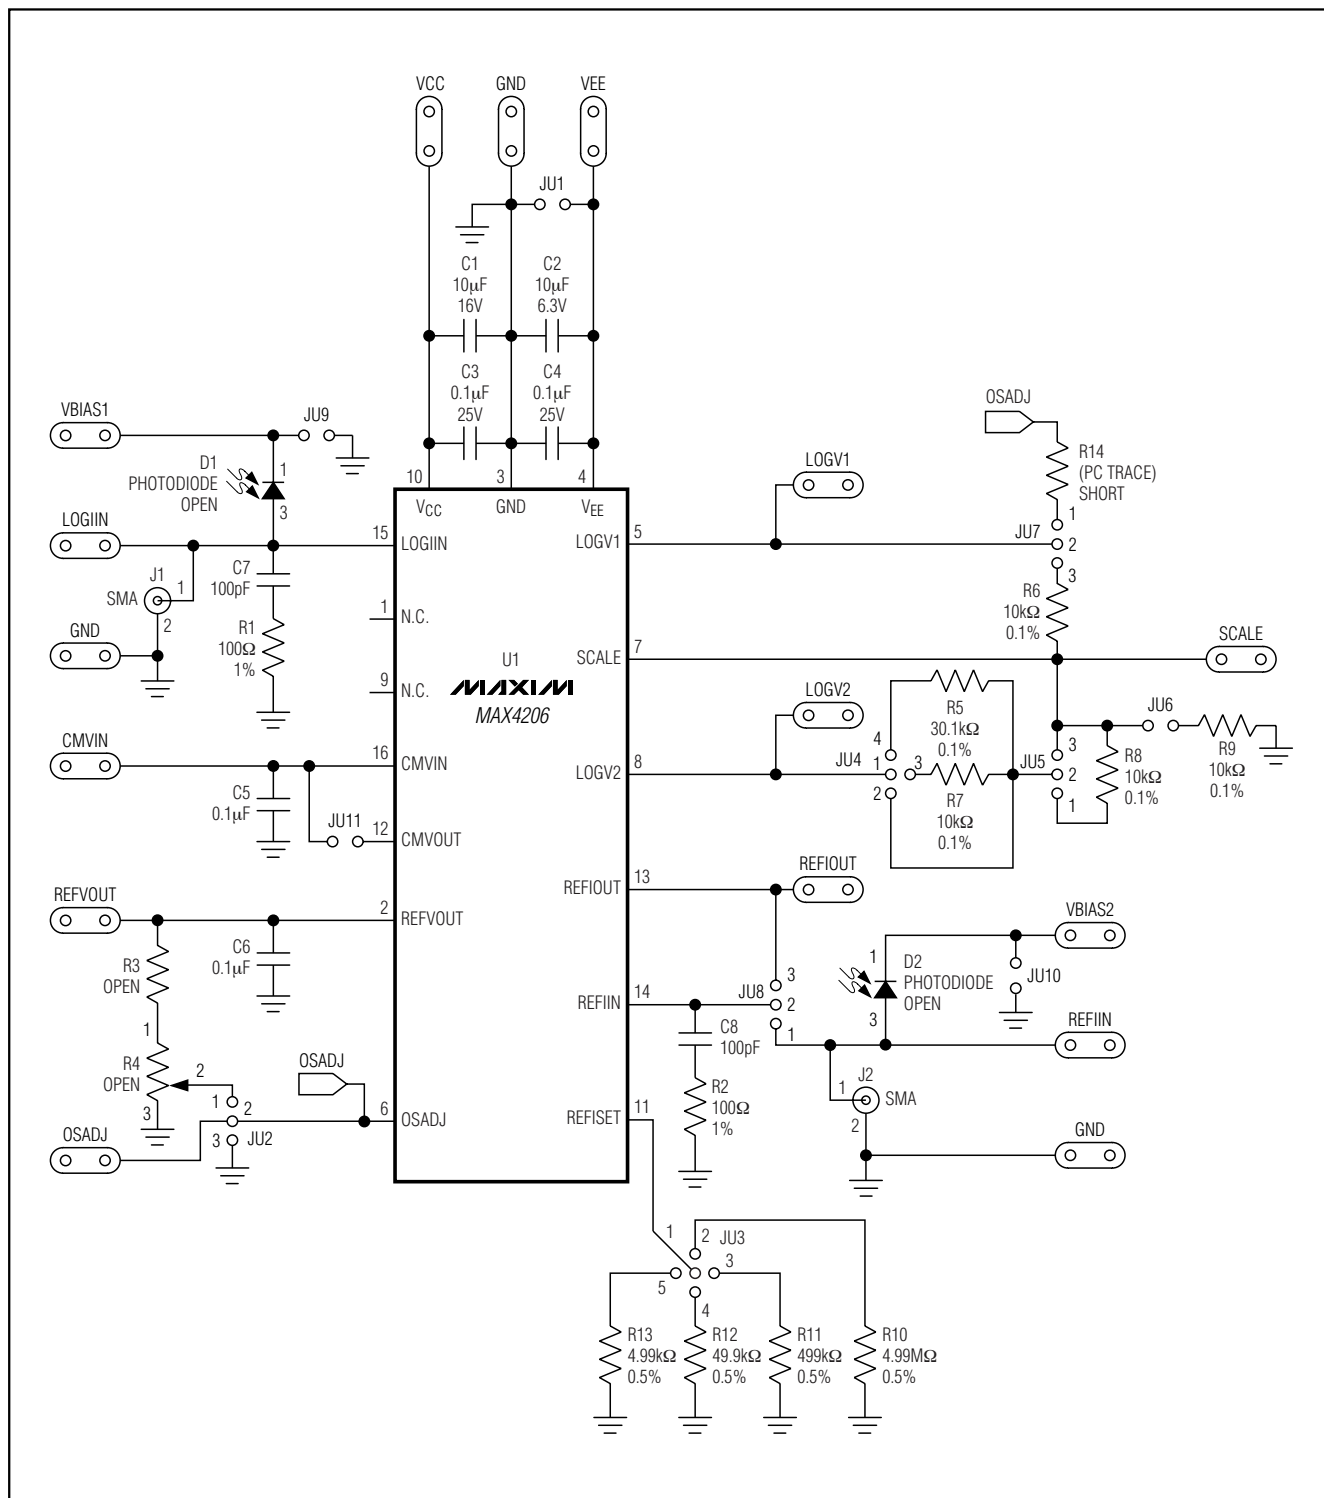 VCC
GND
VEE
JU1
C1
10µF
16V
C2
10µF
6.3V
C3
0.1µF
25V
C4
0.1µF
25V
VBIAS1
JU9
D1
PHOTODIODE
OPEN
1
3
LOGIIN
J1
SMA
1
2
GND
C7
100pF
R1
100Ω
1%
CMVIN
C5
0.1µF
JU11
REFVOUT
R3
OPEN
C6
0.1µF
1
R4
OPEN
2
3
OSADJ
OSADJ
1
2
3
JU2
10
3
4
VCC
GND
VEE
15
LOGIIN
1
N.C.
9
N.C.
16
CMVIN
12
CMVOUT
2
REFVOUT
6
OSADJ
U1
MAXIM
MAX4206
LOGV1
5
SCALE
7
LOGV2
8
REFIOUT
13
REFIIN
14
REFISET
11
LOGV1
OSADJ
R14
(PC TRACE)
SHORT
1
JU7
2
3
R6
10kΩ
0.1%
SCALE
LOGV2
R5
30.1kΩ
0.1%
4
JU4
1
3
2
R7
10kΩ
0.1%
JU5
3
2
1
R8
10kΩ
0.1%
JU6
R9
10kΩ
0.1%
REFIOUT
VBIAS2
1
D2
PHOTODIODE
OPEN
3
JU10
JU8
3
2
1
C8
100pF
R2
100Ω
1%
REFIIN
J2
1
SMA
2
GND
1
2
JU3
3
5
4
R13
4.99kΩ
0.5%
R12
49.9kΩ
0.5%
R11
499kΩ
0.5%
R10
4.99MΩ
0.5%